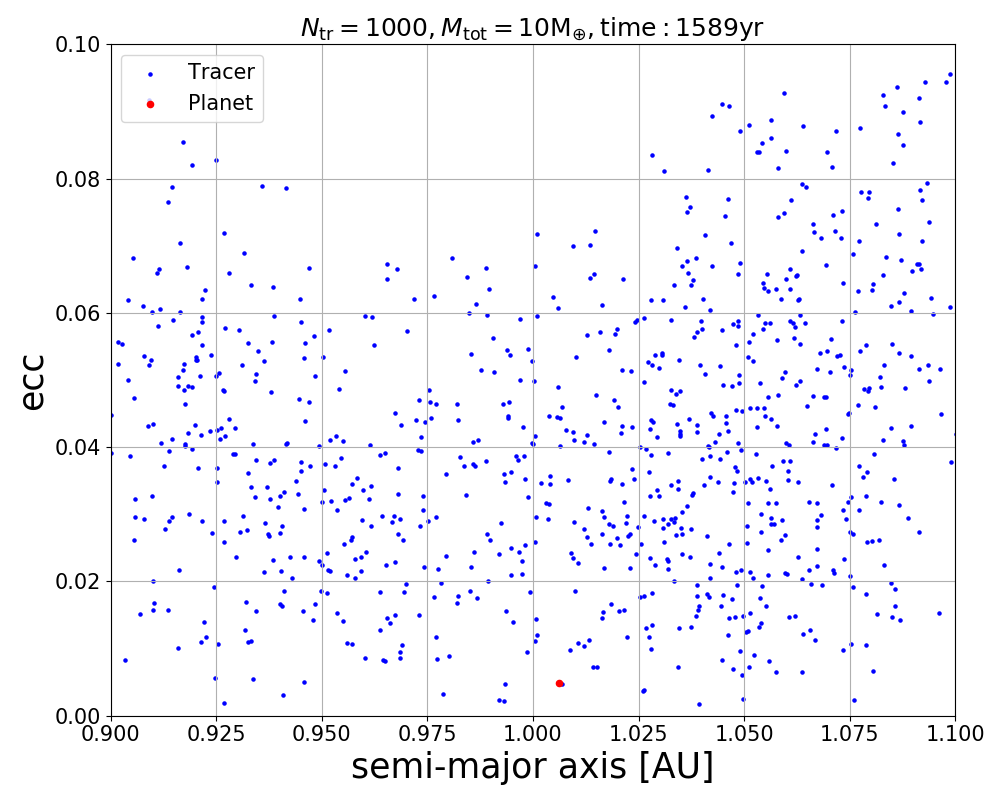 N_tr = 1000, M_tot = 10M_⊕, time : 1589yr
Tracer
Planet
ecc
0.10
0.08
0.06
0.04
0.02
0.00
0.900 0.925 0.950 0.975 1.000 1.025 1.050 1.075 1.100
semi-major axis [AU]